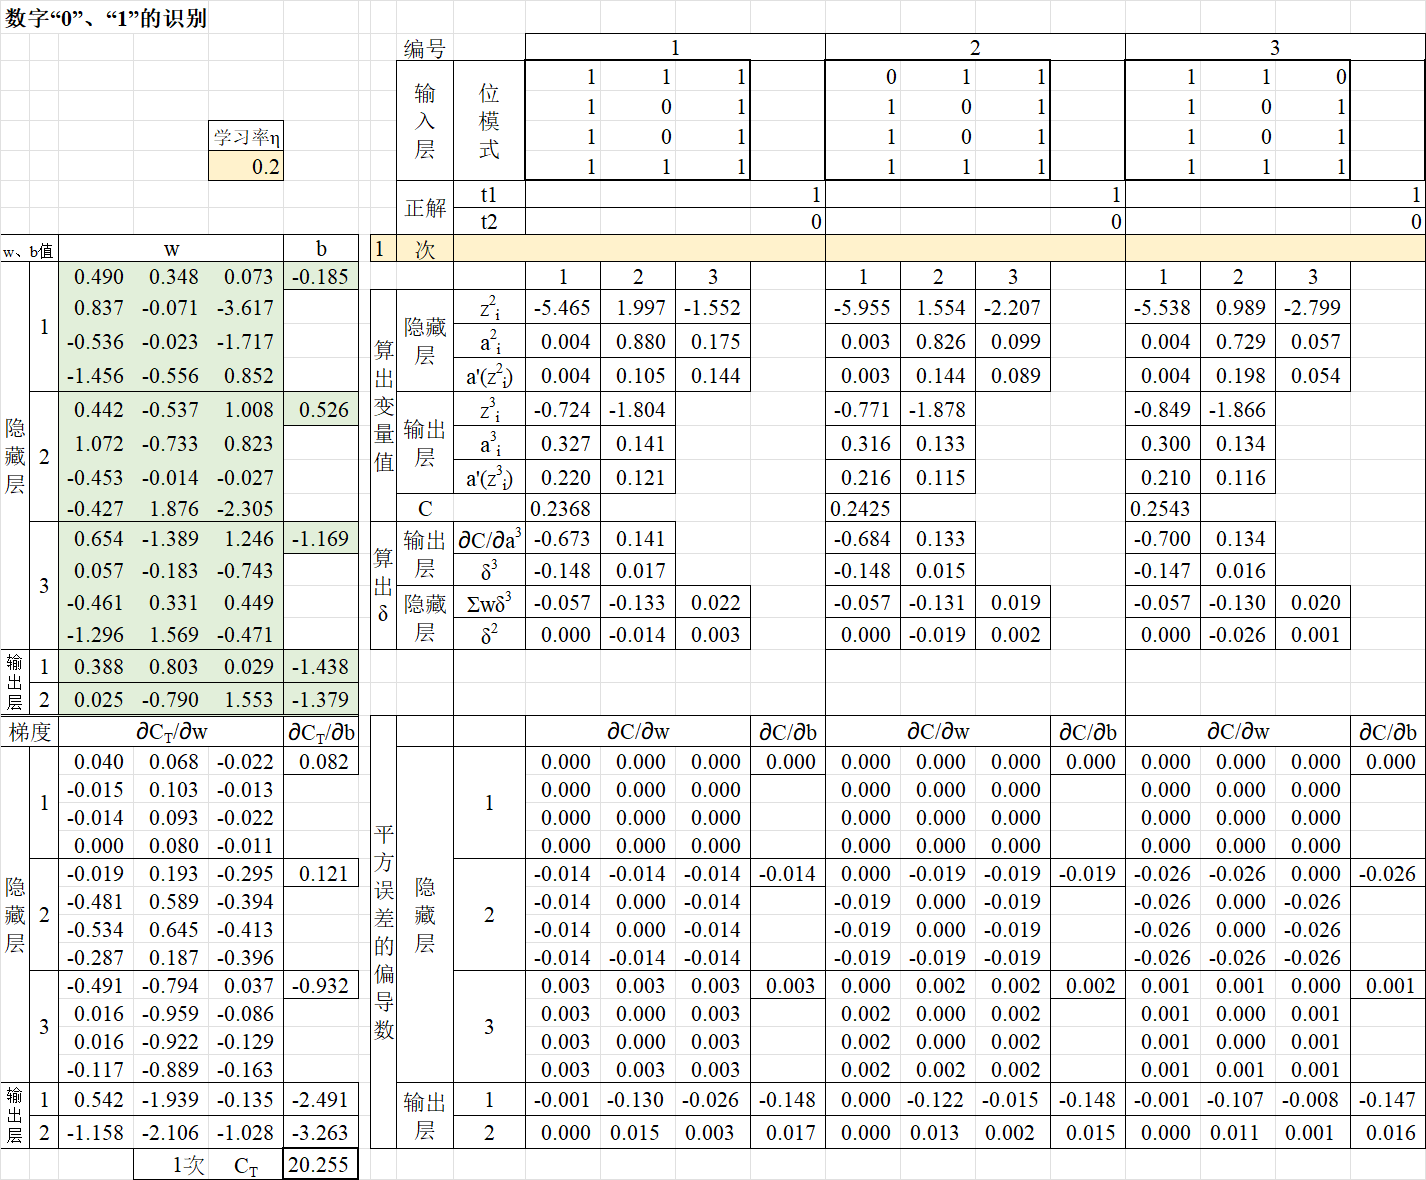 数字“0”、“1”的识别
编号 1 2 3
输入层 位模式 1 1 1 0 1 1 1 1 0
1 0 1 1 0 1 1 0 1
学习率η 1 0 1 1 0 1 1 0 1
0.2 1 1 1 1 1 1 1 1 1
正解 t1 1 1 1
t2 0 0 0
w、b值 w b 1 次
隐藏层 1 0.490 0.348 0.073 -0.185 1 2 3 1 2 3 1 2 3
0.837 -0.071 -3.617 算出变量值 隐藏层 z²i -5.465 1.997 -1.552 -5.955 1.554 -2.207 -5.538 0.989 -2.799
-0.536 -0.023 -1.717 a²i 0.004 0.880 0.175 0.003 0.826 0.099 0.004 0.729 0.057
-1.456 -0.556 0.852 a'(z²i) 0.004 0.105 0.144 0.003 0.144 0.089 0.004 0.198 0.054
2 0.442 -0.537 1.008 0.526 输出层 z³i -0.724 -1.804 -0.771 -1.878 -0.849 -1.866
1.072 -0.733 0.823 a³i 0.327 0.141 0.316 0.133 0.300 0.134
-0.453 -0.014 -0.027 a'(z³i) 0.220 0.121 0.216 0.115 0.210 0.116
-0.427 1.876 -2.305 C 0.2368 0.2425 0.2543
3 0.654 -1.389 1.246 -1.169 算出δ 输出层 ∂C/∂a³ -0.673 0.141 -0.684 0.133 -0.700 0.134
0.057 -0.183 -0.743 δ³ -0.148 0.017 -0.148 0.015 -0.147 0.016
-0.461 0.331 0.449 隐藏层 Σwδ³ -0.057 -0.133 0.022 -0.057 -0.131 0.019 -0.057 -0.130 0.020
-1.296 1.569 -0.471 δ² 0.000 -0.014 0.003 0.000 -0.019 0.002 0.000 -0.026 0.001
输出层 1 0.388 0.803 0.029 -1.438
2 0.025 -0.790 1.553 -1.379
梯度 ∂CT/∂w ∂CT/∂b ∂C/∂w ∂C/∂b ∂C/∂w ∂C/∂b ∂C/∂w ∂C/∂b
隐藏层 1 0.040 0.068 -0.022 0.082 平方误差的偏导数 隐藏层 1 0.000 0.000 0.000 0.000 0.000 0.000 0.000 0.000 0.000 0.000 0.000 0.000
-0.015 0.103 -0.013 0.000 0.000 0.000 0.000 0.000 0.000 0.000 0.000 0.000
-0.014 0.093 -0.022 0.000 0.000 0.000 0.000 0.000 0.000 0.000 0.000 0.000
0.000 0.080 -0.011 0.000 0.000 0.000 0.000 0.000 0.000 0.000 0.000 0.000
2 -0.019 0.193 -0.295 0.121 2 -0.014 -0.014 -0.014 -0.014 0.000 -0.019 -0.019 -0.019 -0.026 -0.026 0.000 -0.026
-0.481 0.589 -0.394 -0.014 0.000 -0.014 -0.019 0.000 -0.019 -0.026 0.000 -0.026
-0.534 0.645 -0.413 -0.014 0.000 -0.014 -0.019 0.000 -0.019 -0.026 0.000 -0.026
-0.287 0.187 -0.396 -0.014 -0.014 -0.014 -0.019 -0.019 -0.019 -0.026 -0.026 -0.026
3 -0.491 -0.794 0.037 -0.932 3 0.003 0.003 0.003 0.003 0.000 0.002 0.002 0.002 0.001 0.001 0.000 0.001
0.016 -0.959 -0.086 0.003 0.000 0.003 0.002 0.000 0.002 0.001 0.000 0.001
0.016 -0.922 -0.129 0.003 0.000 0.003 0.002 0.000 0.002 0.001 0.000 0.001
-0.117 -0.889 -0.163 0.003 0.003 0.003 0.002 0.002 0.002 0.001 0.001 0.001
输出层 1 0.542 -1.939 -0.135 -2.491 输出层 1 -0.001 -0.130 -0.026 -0.148 0.000 -0.122 -0.015 -0.148 -0.001 -0.107 -0.008 -0.147
2 -1.158 -2.106 -1.028 -3.263 2 0.000 0.015 0.003 0.017 0.000 0.013 0.002 0.015 0.000 0.011 0.001 0.016
1次 CT 20.255